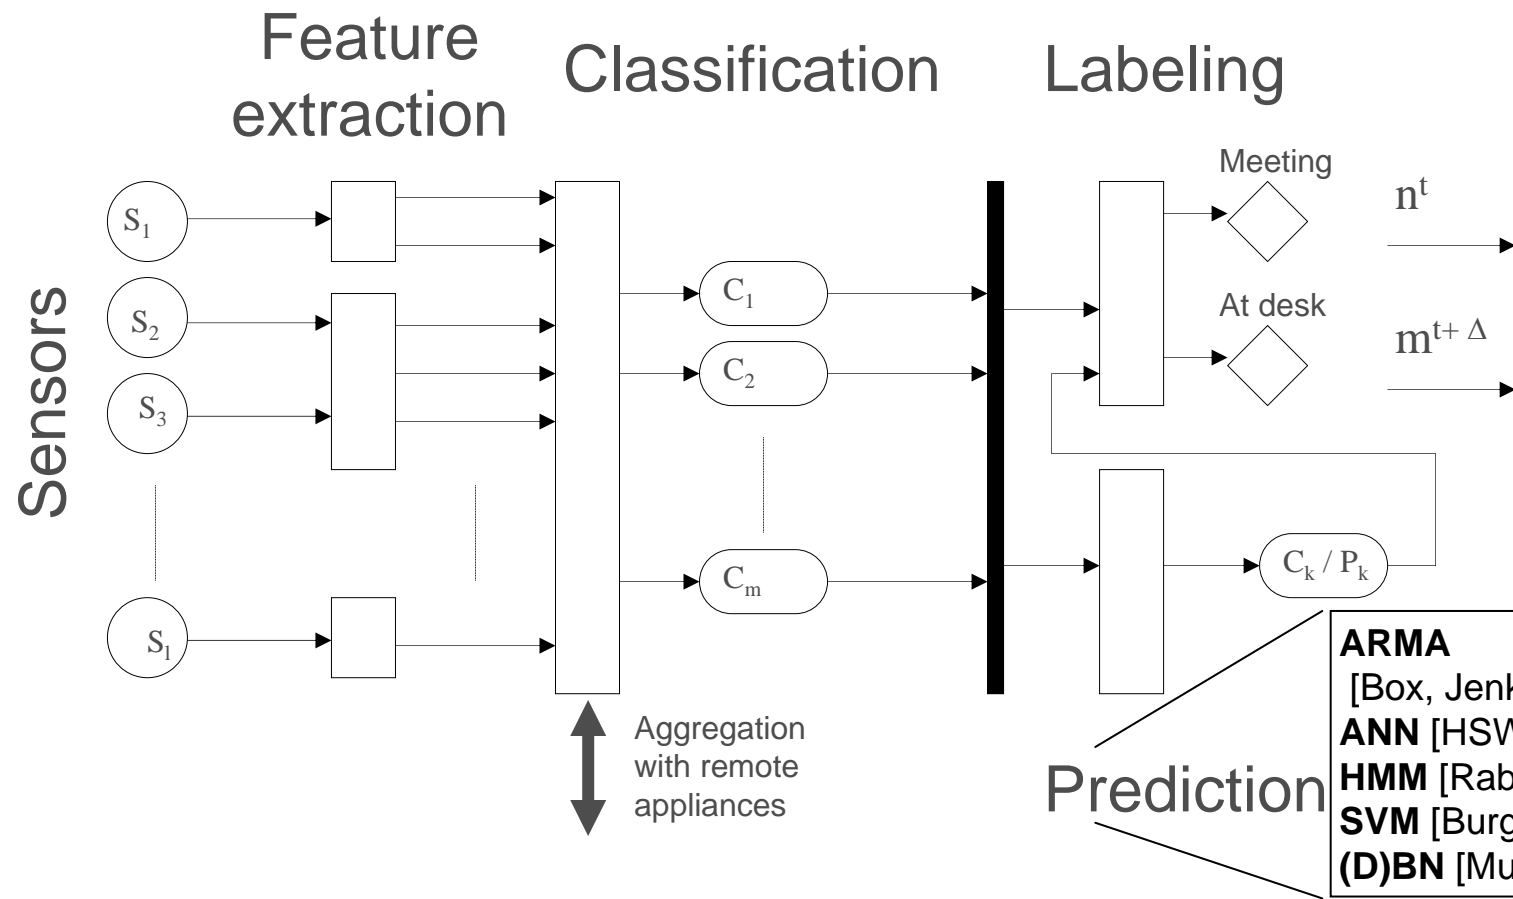 Feature
extraction
Classification
Labeling
Sensors
S1
S2
S3
Sl
C1
C2
Cm
Meeting
At desk
n^t
m^t+ Δ
Ck / Pk
Aggregation
with remote
appliances
Prediction
ARMA
[Box,
ANN
HMM
SVM
(D)BN